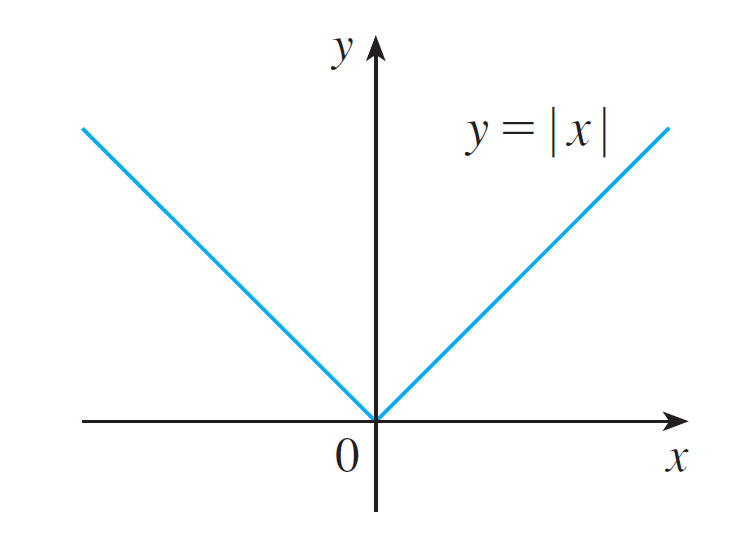 y
y = |x|
0
x